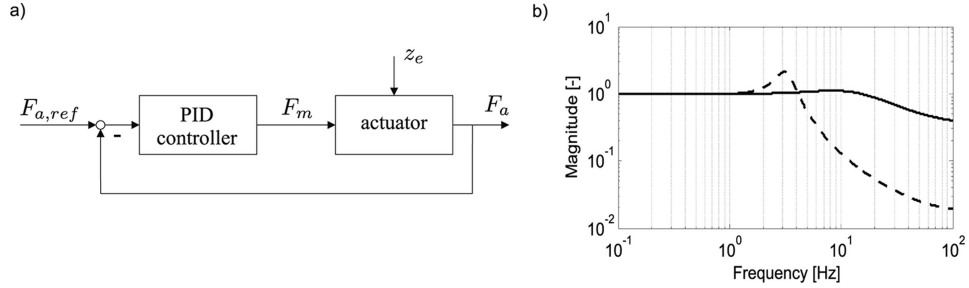 a)
z_e
F_{a,ref}
-
PID
controller
F_m
actuator
F_a
b)
Magnitude [-]
10^1
10^0
10^-1
10^-2
10^-1
10^0
10^1
10^2
Frequency [Hz]